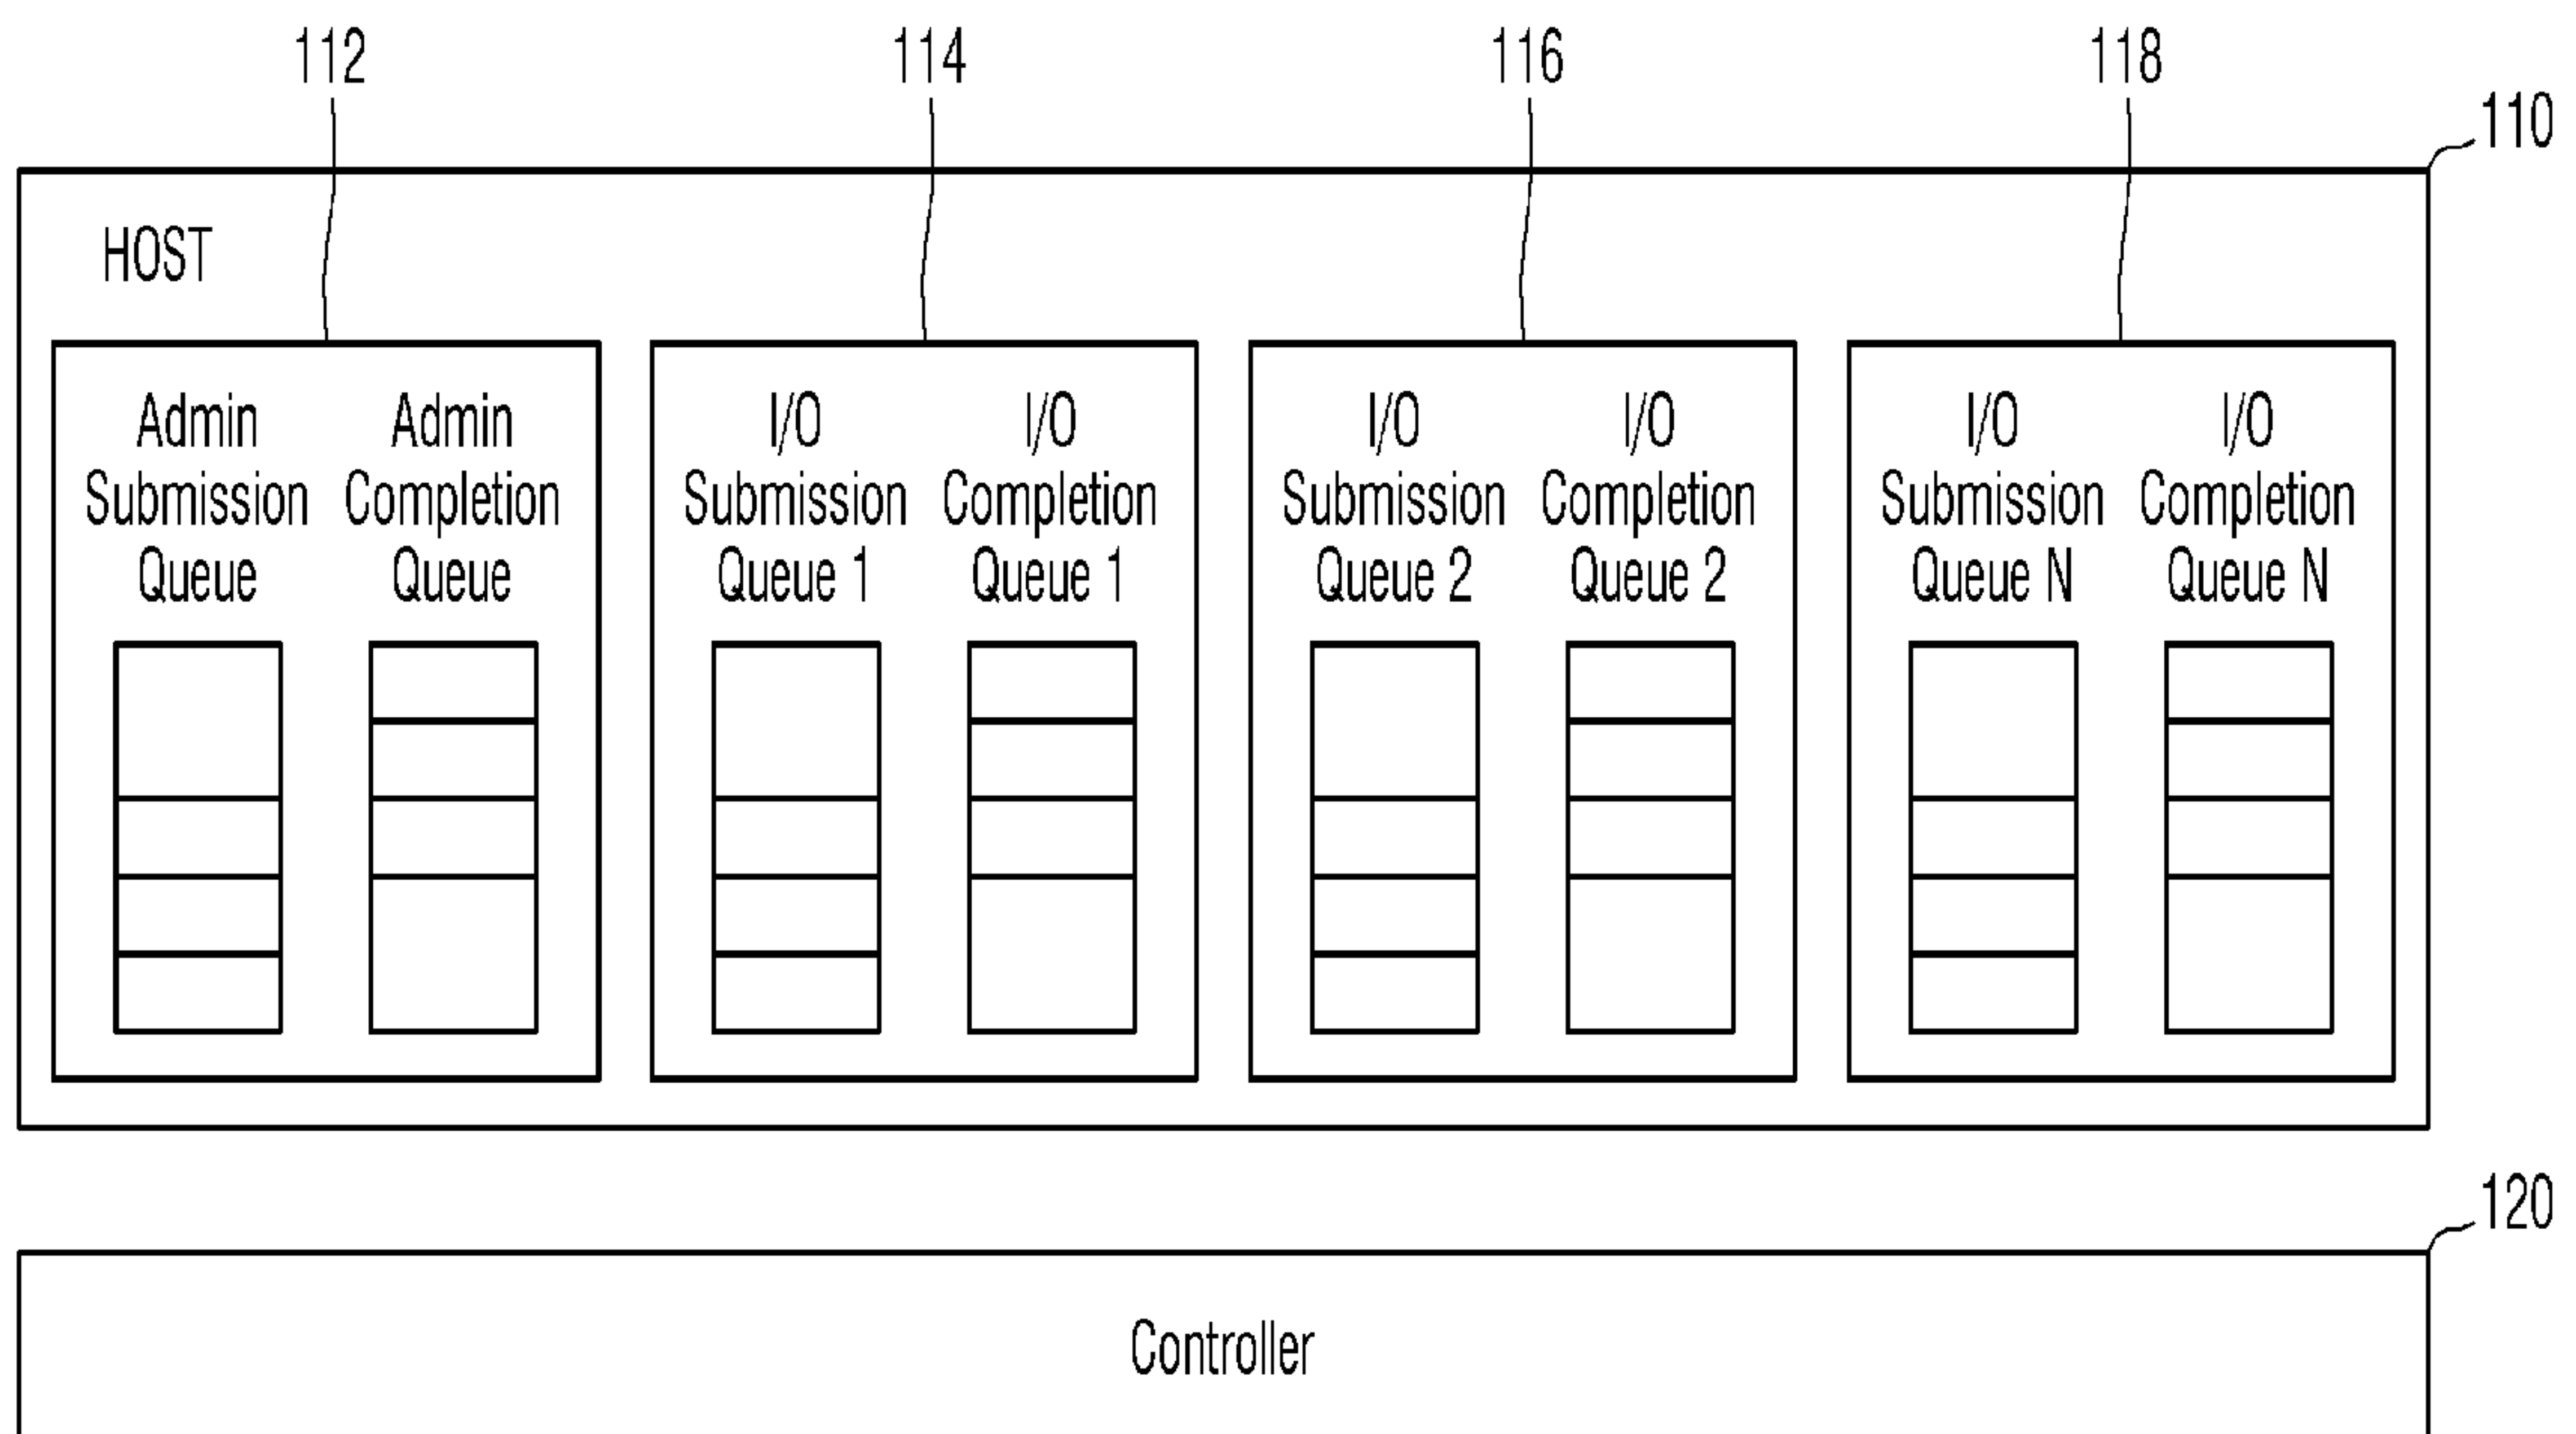 112
114
116
118
110
HOST
Admin
Submission
Queue
Admin
Completion
Queue
I/O
Submission
Queue 1
I/O
Completion
Queue 1
I/O
Submission
Queue 2
I/O
Completion
Queue 2
I/O
Submission
Queue N
I/O
Completion
Queue N
120
Controller